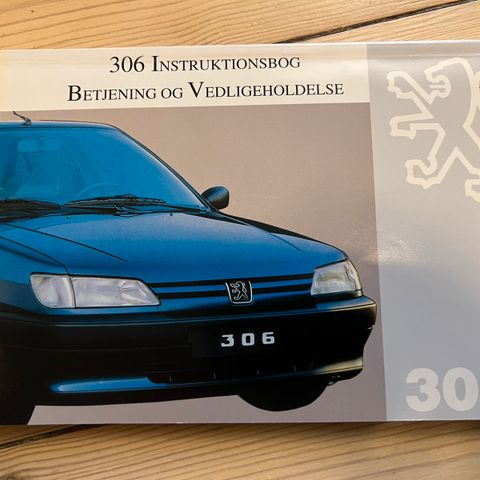 306 INSTRUKTIONSBOG
BETJENING OG VEDLIGEHOLDELSE
306
30